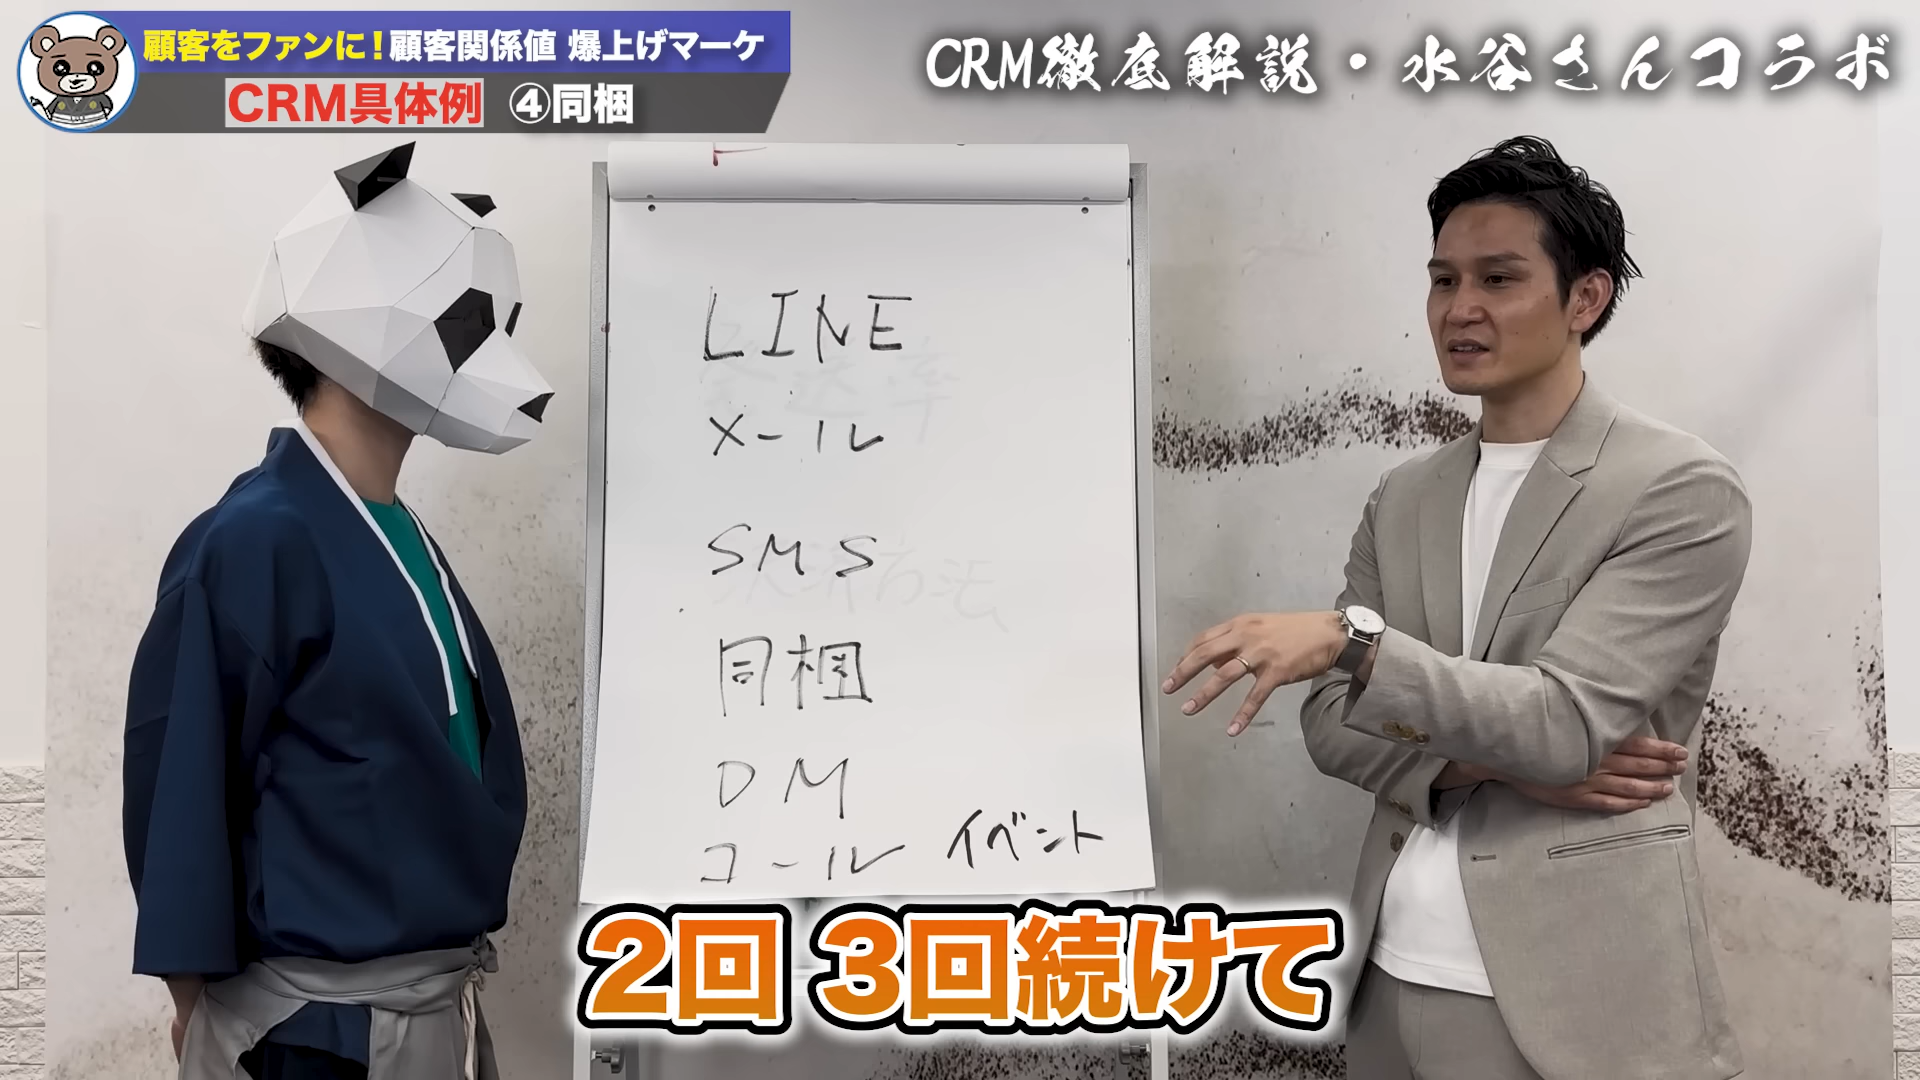 顧客をファンに！顧客関係値 爆上げマーケ
CRM具体例 ④同梱
CRM徹底解説・水谷さんコラボ
LINE
メール
SMS
同梱
DM
コール イベント
2回 3回続けて